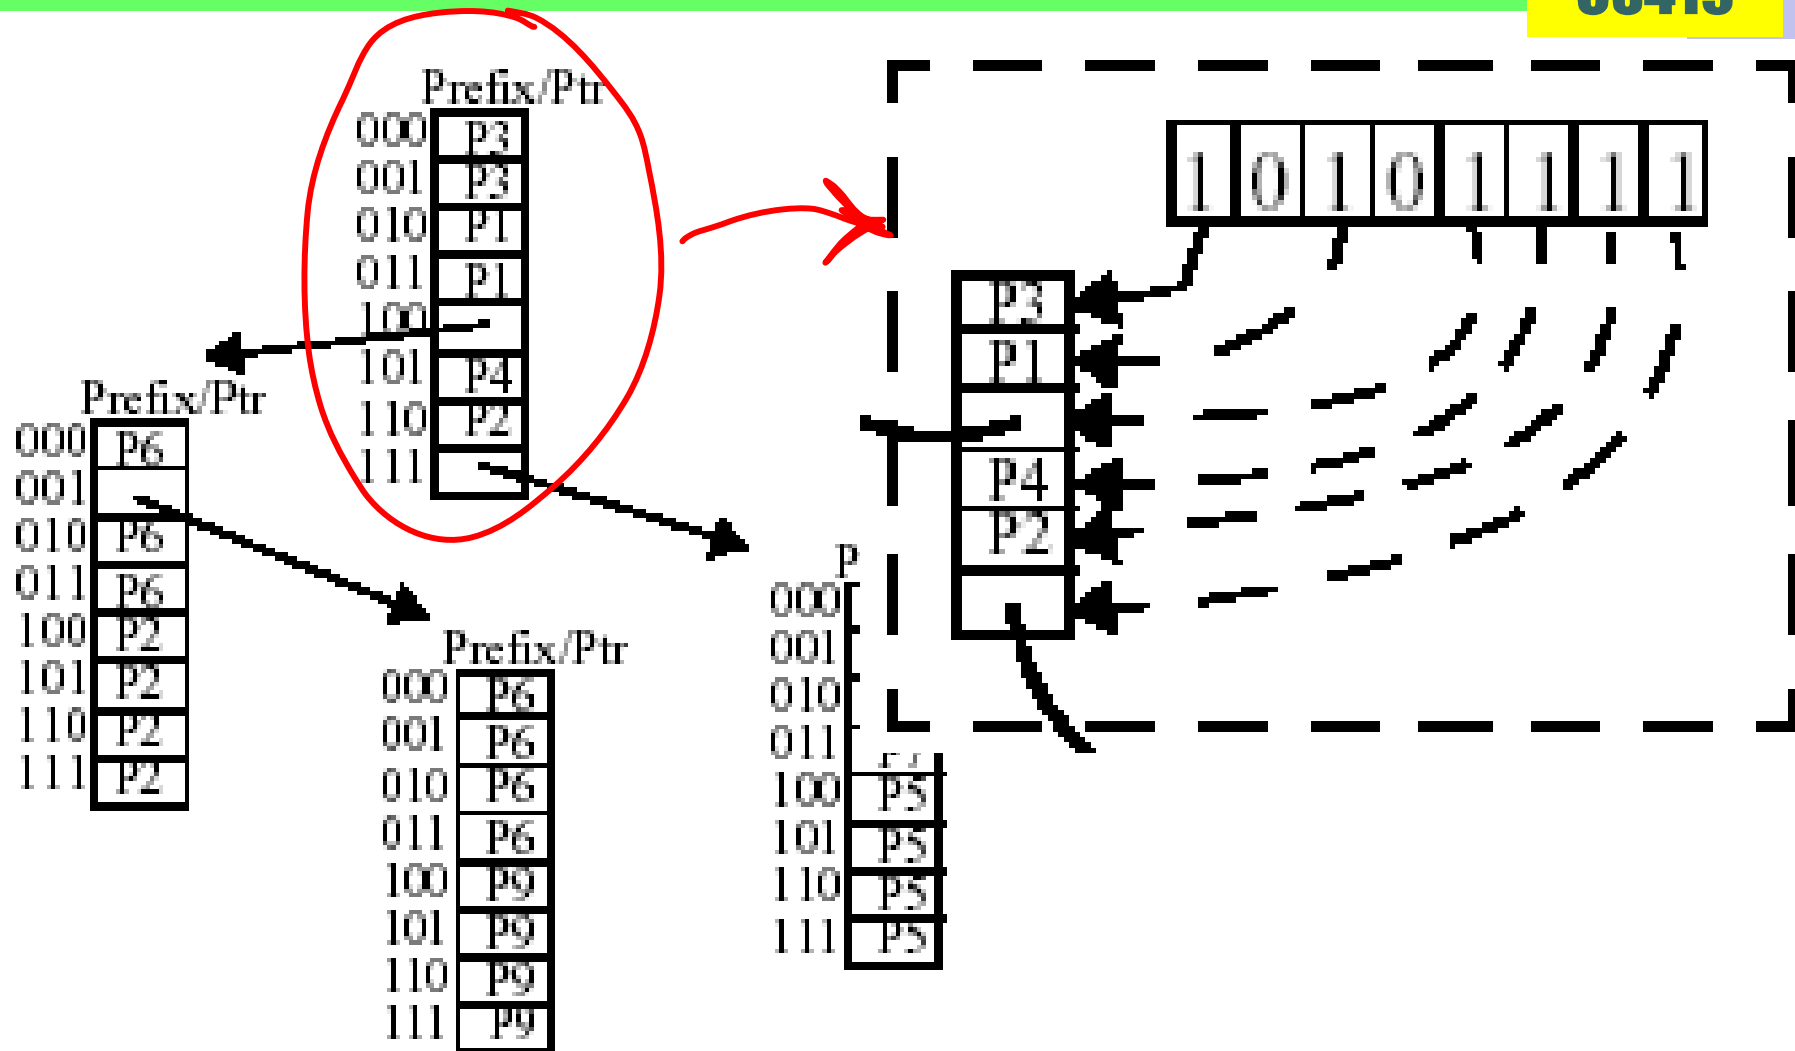 Prefix/Ptr
000 P3
001 P3
010 P1
011 P1
100
101 P4
110 P2
111
Prefix/Ptr
000 P6
001
010 P6
011 P6
100 P2
101 P2
110 P2
111 P2
Prefix/Ptr
000 P6
001 P6
010 P6
011 P6
100 P9
101 P9
110 P9
111 P9
P
000
001
010
011
100 P5
101 P5
110 P5
111 P5
1 0 1 0 1 1 1 1
P3
P1
P4
P2